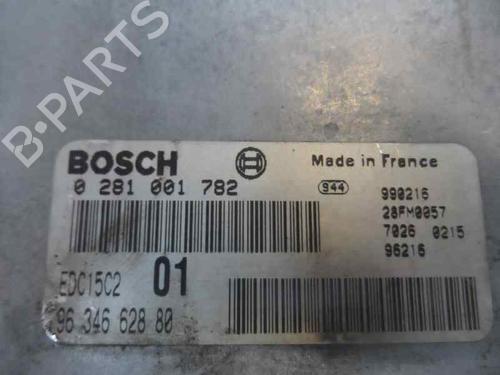 B-PARTS
BOSCH
Made in France
0 281 001 782
944
990216
28FM0057
7026 0215
96216
EDC15C2 01
96 346 628 80